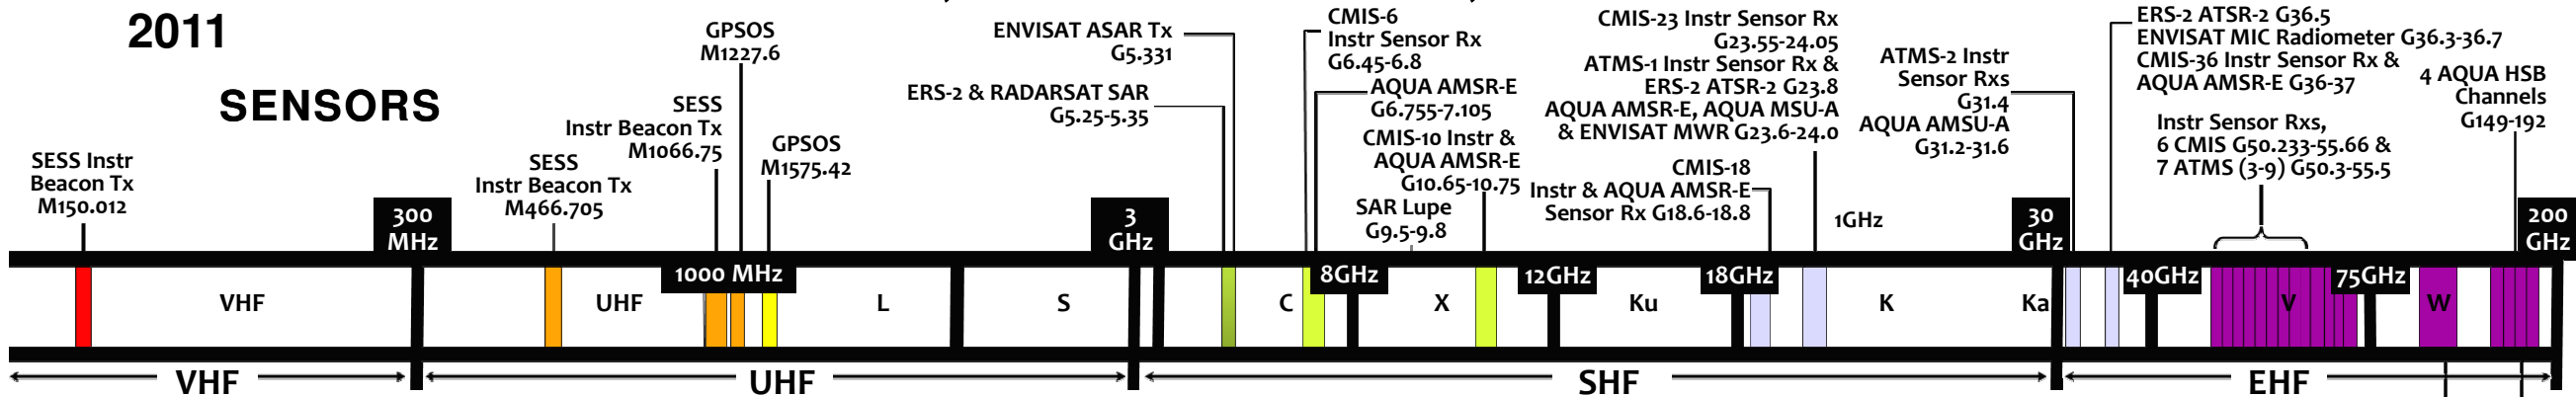 2011
SENSORS
SESS Instr
Beacon Tx
M150.012
300
MHz
SESS
Instr Beacon Tx
M466.705
SESS
Instr Beacon Tx
M1066.75
GPSOS
M1227.6
GPSOS
M1575.42
1000 MHz
ENVISAT ASAR Tx
G5.331
ERS-2 & RADARSAT SAR
G5.25-5.35
3
GHz
CMIS-6
Instr Sensor Rx
G6.45-6.8
AQUA AMSR-E
G6.755-7.105
CMIS-10 Instr &
AQUA AMSR-E
G10.65-10.75
SAR Lupe
G9.5-9.8
CMIS-23 Instr Sensor Rx
G23.55-24.05
ATMS-1 Instr Sensor Rx &
ERS-2 ATSR-2 G23.8
AQUA AMSR-E, AQUA MSU-A
& ENVISAT MWR G23.6-24.0
CMIS-18
Instr & AQUA AMSR-E
Sensor Rx G18.6-18.8
1GHz
ATMS-2 Instr
Sensor Rxs
G31.4
AQUA AMSU-A
G31.2-31.6
30
GHz
ERS-2 ATSR-2 G36.5
ENVISAT MIC Radiometer G36.3-36.7
CMIS-36 Instr Sensor Rx &
AQUA AMSR-E G36-37
Instr Sensor Rxs,
6 CMIS G50.233-55.66 &
7 ATMS (3-9) G50.3-55.5
4 AQUA HSB
Channels
G149-192
200
GHz
8GHz
12GHz
18GHz
40GHz
75GHz
VHF
UHF
L
S
C
X
Ku
K
Ka
V
W
VHF
UHF
SHF
EHF